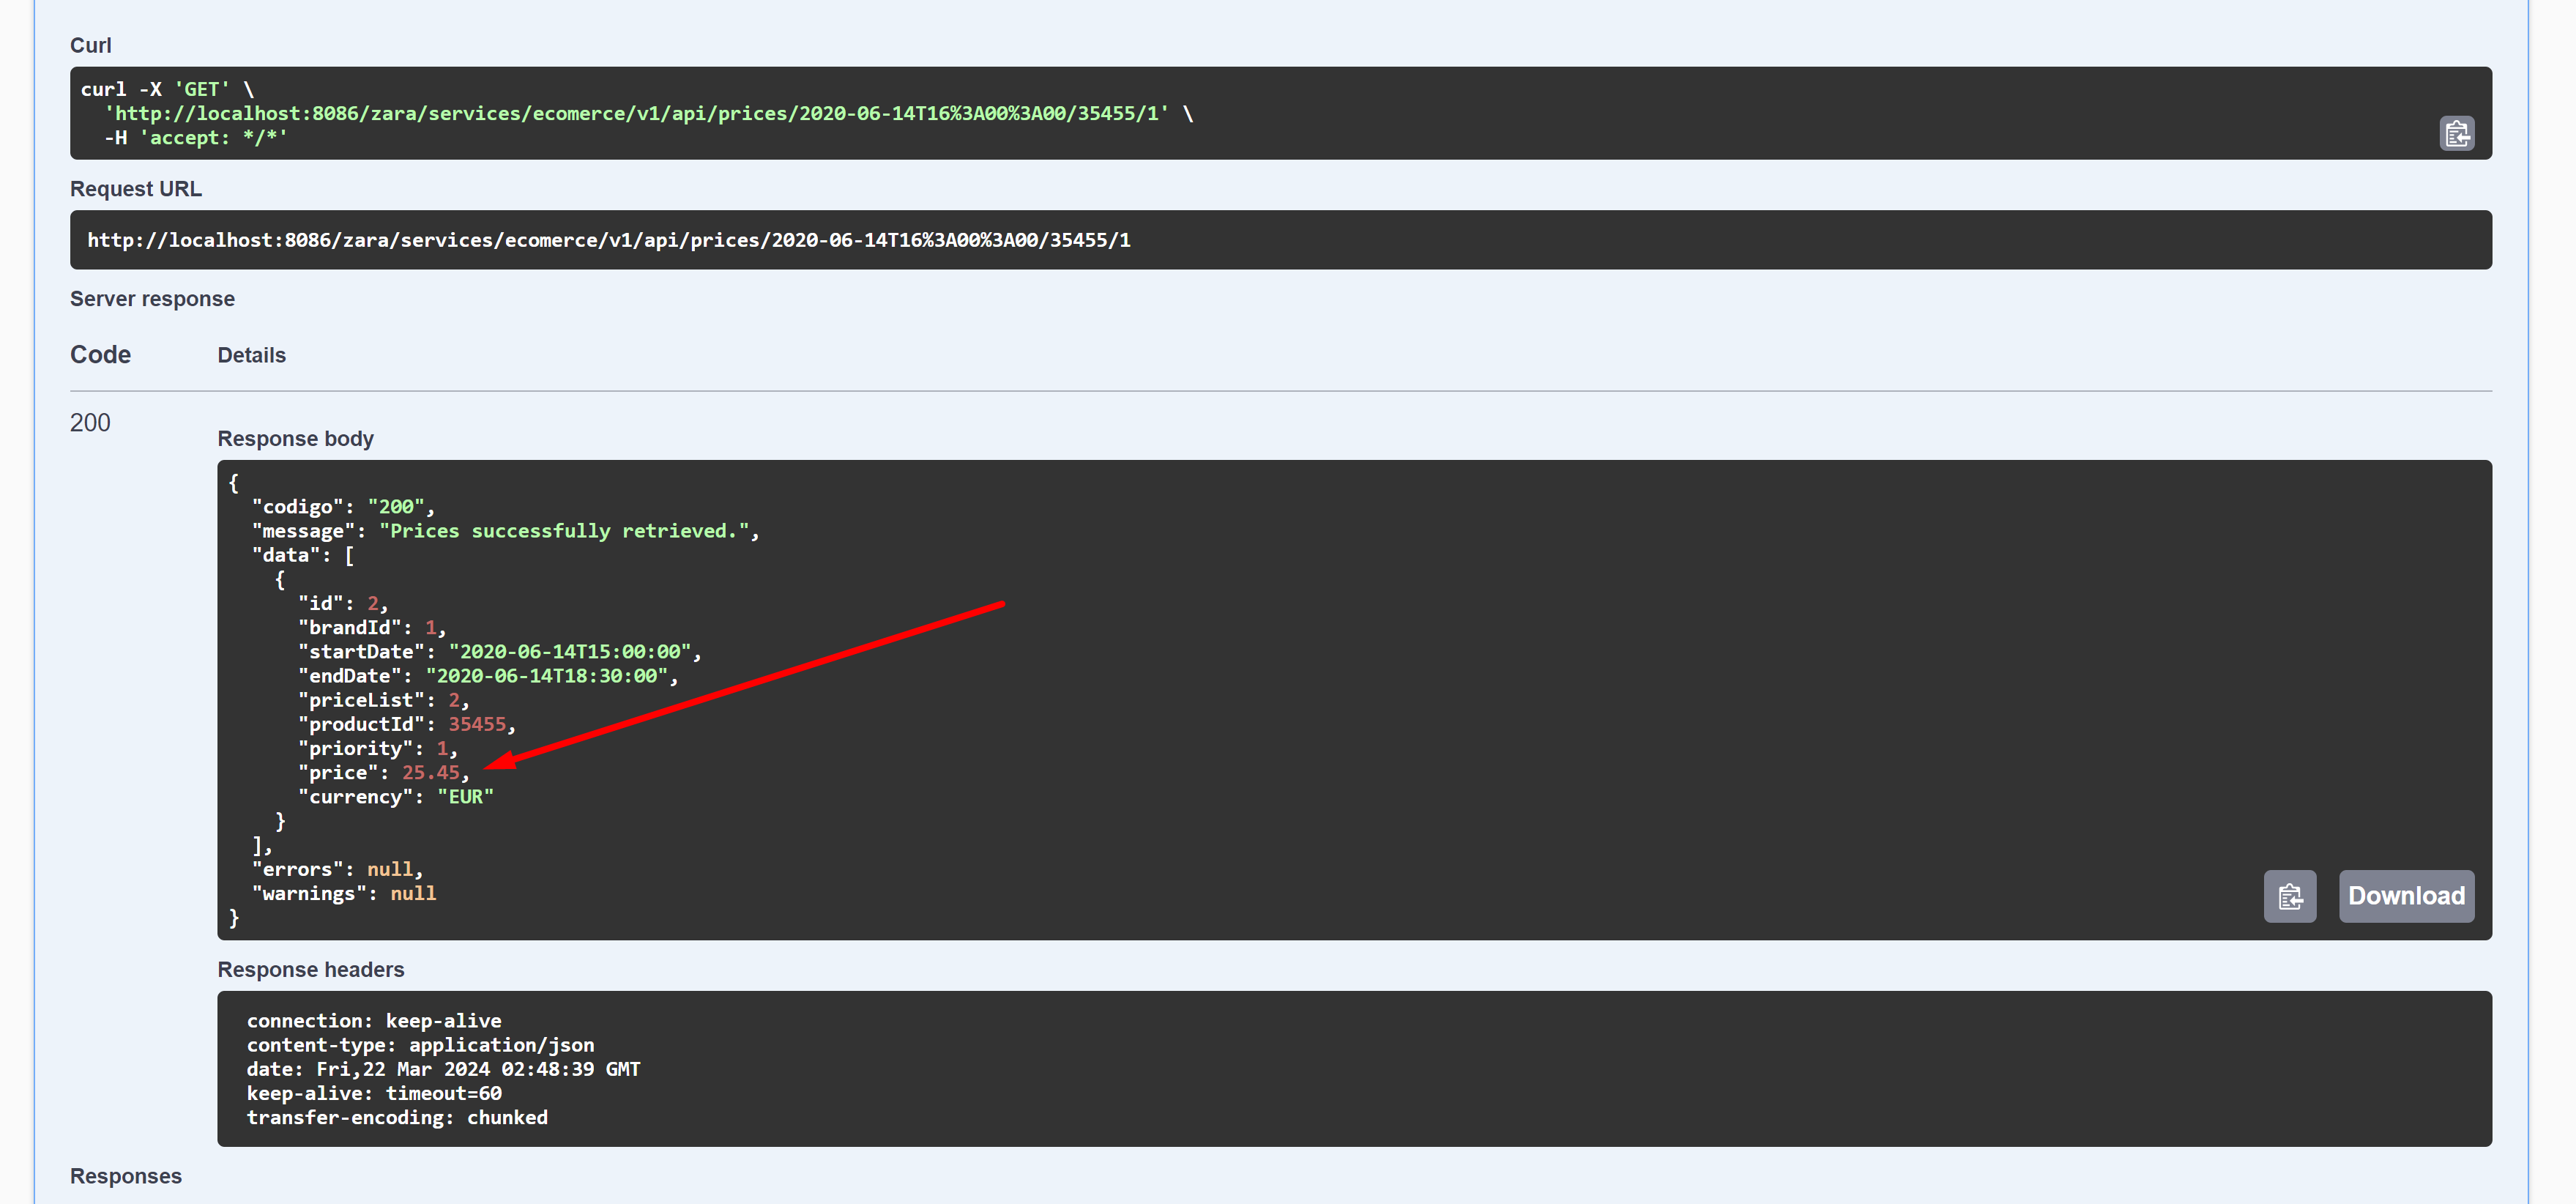 Curl
curl -X 'GET' \
  'http://localhost:8086/zara/services/ecomerce/v1/api/prices/2020-06-14T16%3A00%3A00/35455/1' \
  -H 'accept: */*'
Request URL
http://localhost:8086/zara/services/ecomerce/v1/api/prices/2020-06-14T16%3A00%3A00/35455/1
Server response
Code Details
200
Response body
{
  "codigo": "200",
  "message": "Prices successfully retrieved.",
  "data": [
    {
      "id": 2,
      "brandId": 1,
      "startDate": "2020-06-14T15:00:00",
      "endDate": "2020-06-14T18:30:00",
      "priceList": 2,
      "productId": 35455,
      "priority": 1,
      "price": 25.45,
      "currency": "EUR"
    }
  ],
  "errors": null,
  "warnings": null
}
Download
Response headers
connection: keep-alive
content-type: application/json
date: Fri,22 Mar 2024 02:48:39 GMT
keep-alive: timeout=60
transfer-encoding: chunked
Responses